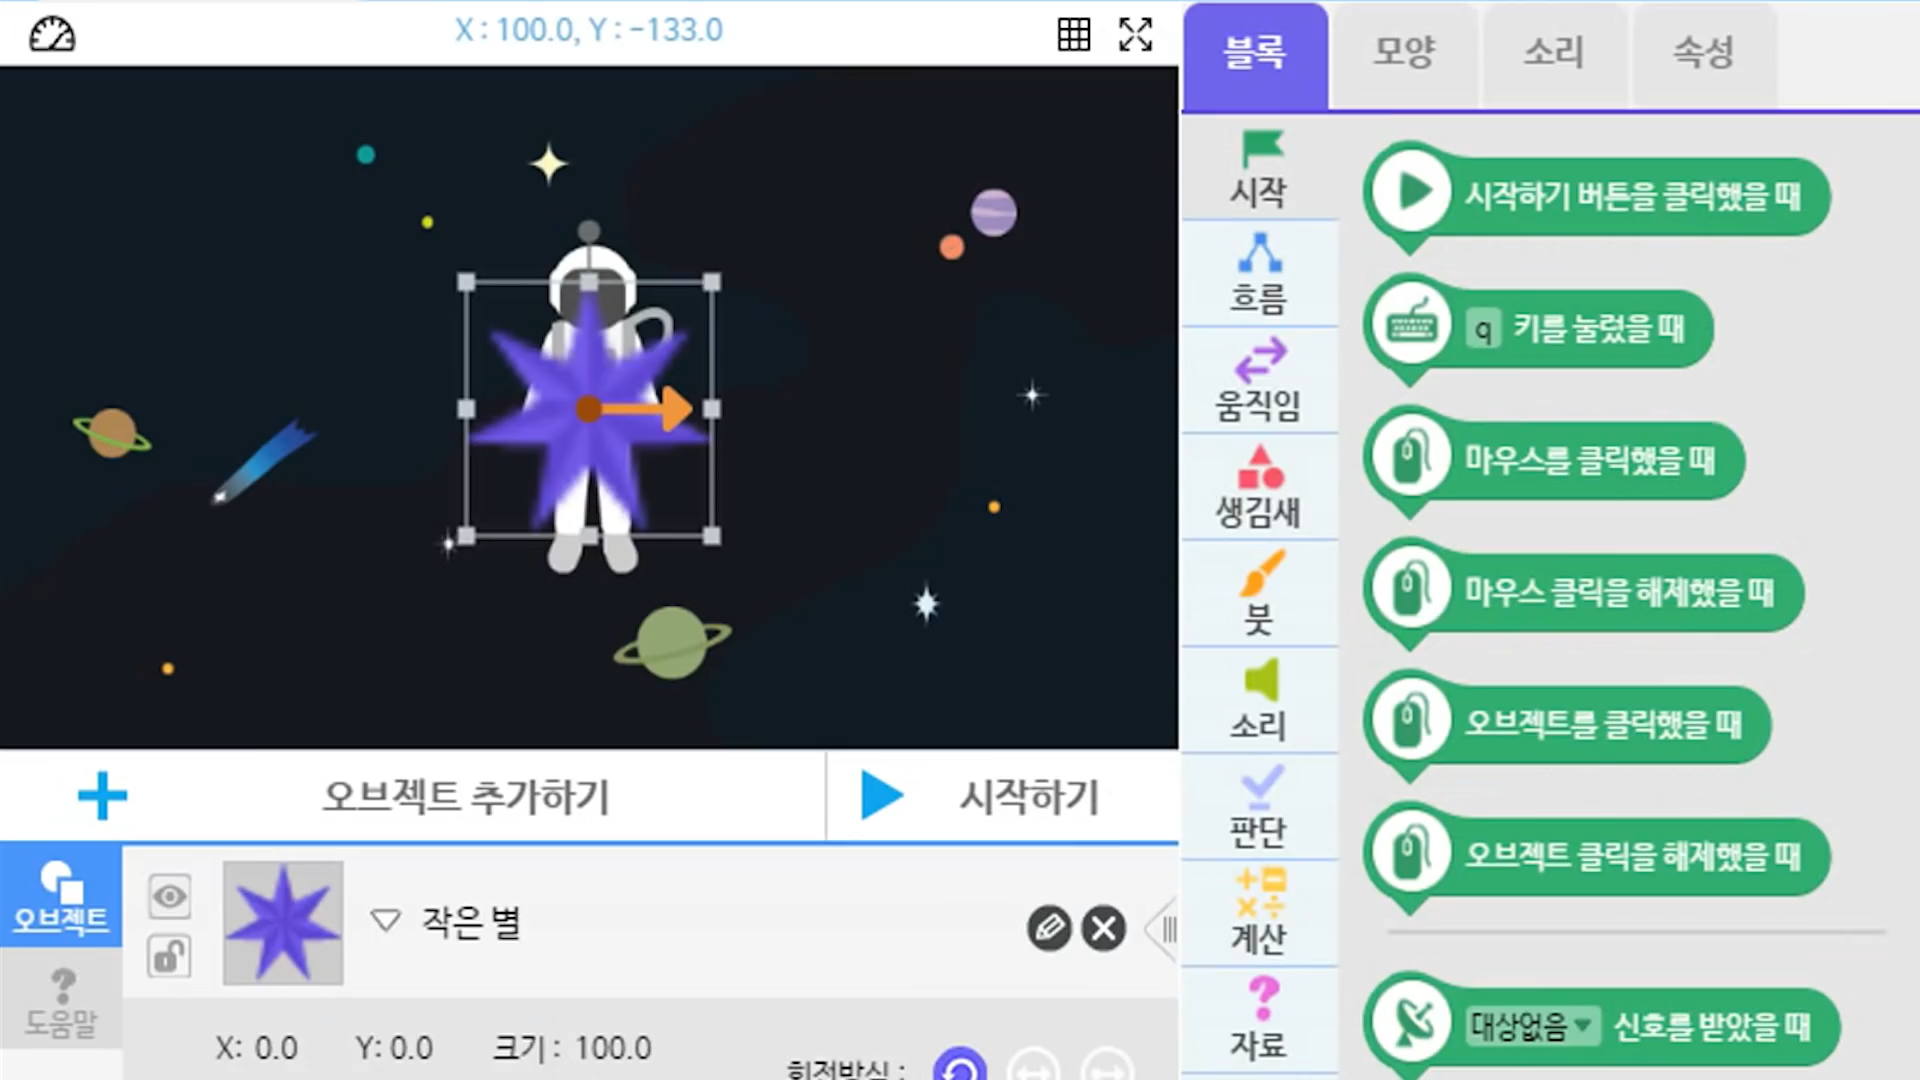 X : 100.0, Y : -133.0
블록
모양
소리
속성
시작
흐름
움직임
생김새
붓
소리
판단
계산
자료
시작하기 버튼을 클릭했을 때
q 키를 눌렀을 때
마우스를 클릭했을 때
마우스 클릭을 해제했을 때
오브젝트를 클릭했을 때
오브젝트 클릭을 해제했을 때
대상없음 신호를 받았을 때
오브젝트 추가하기
시작하기
오브젝트
도움말
작은 별
X: 0.0 Y: 0.0 크기 : 100.0
회전방식 :